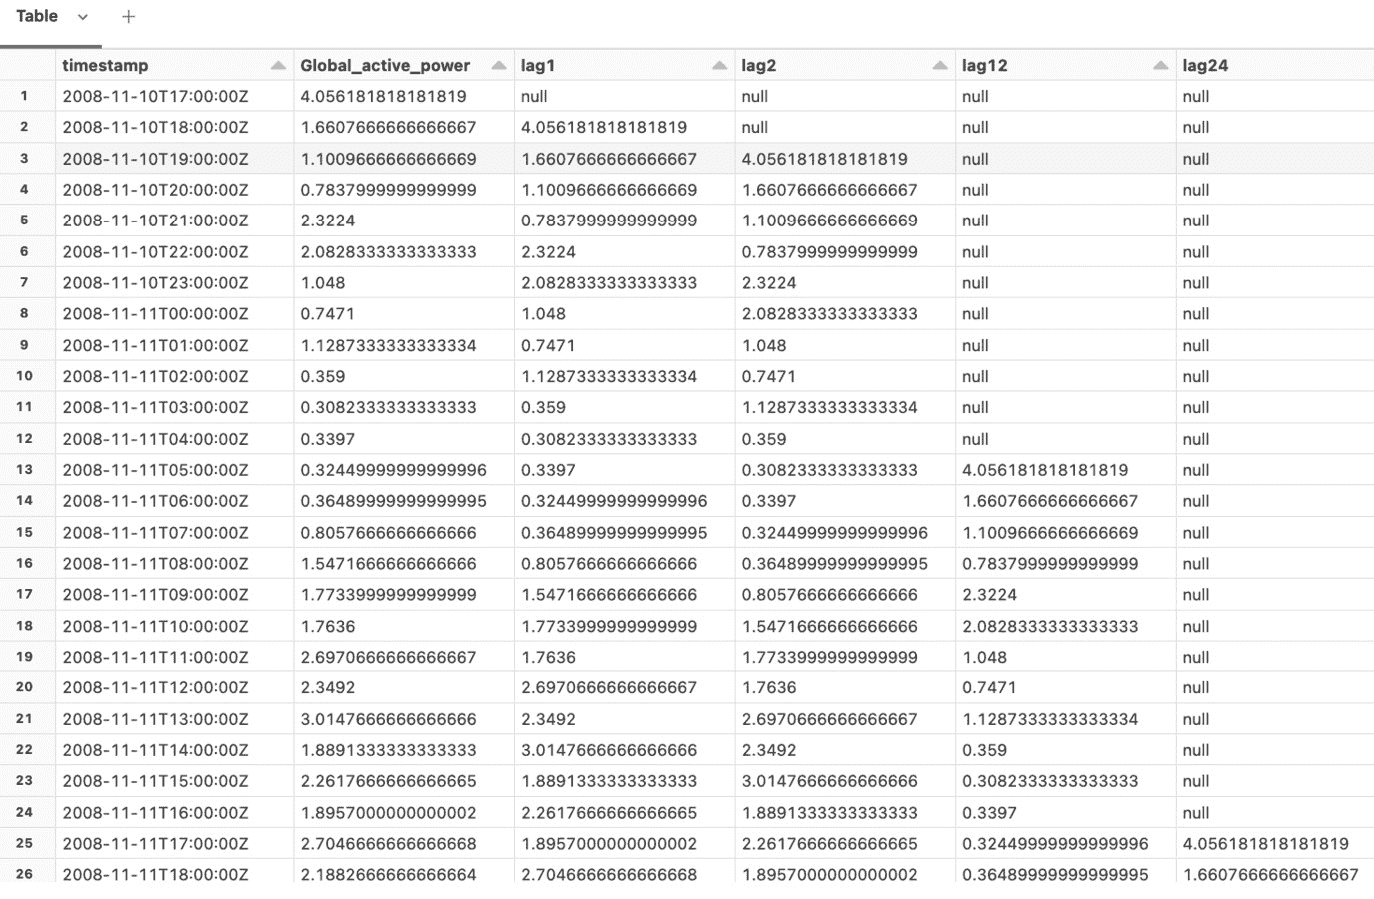 Table +
timestamp Global_active_power lag1 lag2 lag12 lag24
1 2008-11-10T17:00:00Z 4.056181818181819 null null null null
2 2008-11-10T18:00:00Z 1.6607666666666667 4.056181818181819 null null null
3 2008-11-10T19:00:00Z 1.1009666666666669 1.6607666666666667 4.056181818181819 null null
4 2008-11-10T20:00:00Z 0.7837999999999999 1.1009666666666669 1.6607666666666667 null null
5 2008-11-10T21:00:00Z 2.3224 0.7837999999999999 1.1009666666666669 null null
6 2008-11-10T22:00:00Z 2.0828333333333333 2.3224 0.7837999999999999 null null
7 2008-11-10T23:00:00Z 1.048 2.0828333333333333 2.3224 null null
8 2008-11-11T00:00:00Z 0.7471 1.048 2.0828333333333333 null null
9 2008-11-11T01:00:00Z 1.1287333333333334 0.7471 1.048 null null
10 2008-11-11T02:00:00Z 0.359 1.1287333333333334 0.7471 null null
11 2008-11-11T03:00:00Z 0.3082333333333333 0.359 1.1287333333333334 null null
12 2008-11-11T04:00:00Z 0.3397 0.3082333333333333 0.359 null null
13 2008-11-11T05:00:00Z 0.32449999999999996 0.3397 0.3082333333333333 4.056181818181819 null
14 2008-11-11T06:00:00Z 0.36489999999999995 0.32449999999999996 0.3397 1.6607666666666667 null
15 2008-11-11T07:00:00Z 0.8057666666666666 0.36489999999999995 0.32449999999999996 1.1009666666666669 null
16 2008-11-11T08:00:00Z 1.5471666666666666 0.8057666666666666 0.36489999999999995 0.7837999999999999 null
17 2008-11-11T09:00:00Z 1.7733999999999999 1.5471666666666666 0.8057666666666666 2.3224 null
18 2008-11-11T10:00:00Z 1.7636 1.7733999999999999 1.5471666666666666 2.0828333333333333 null
19 2008-11-11T11:00:00Z 2.6970666666666667 1.7636 1.7733999999999999 1.048 null
20 2008-11-11T12:00:00Z 2.3492 2.6970666666666667 1.7636 0.7471 null
21 2008-11-11T13:00:00Z 3.0147666666666666 2.3492 2.6970666666666667 1.1287333333333334 null
22 2008-11-11T14:00:00Z 1.8891333333333333 3.0147666666666666 2.3492 0.359 null
23 2008-11-11T15:00:00Z 2.2617666666666665 1.8891333333333333 3.0147666666666666 0.3082333333333333 null
24 2008-11-11T16:00:00Z 1.8957000000000002 2.2617666666666665 1.8891333333333333 0.3397 null
25 2008-11-11T17:00:00Z 2.7046666666666668 1.8957000000000002 2.2617666666666665 0.32449999999999996 4.056181818181819
26 2008-11-11T18:00:00Z 2.1882666666666664 2.7046666666666668 1.8957000000000002 0.36489999999999995 1.6607666666666667